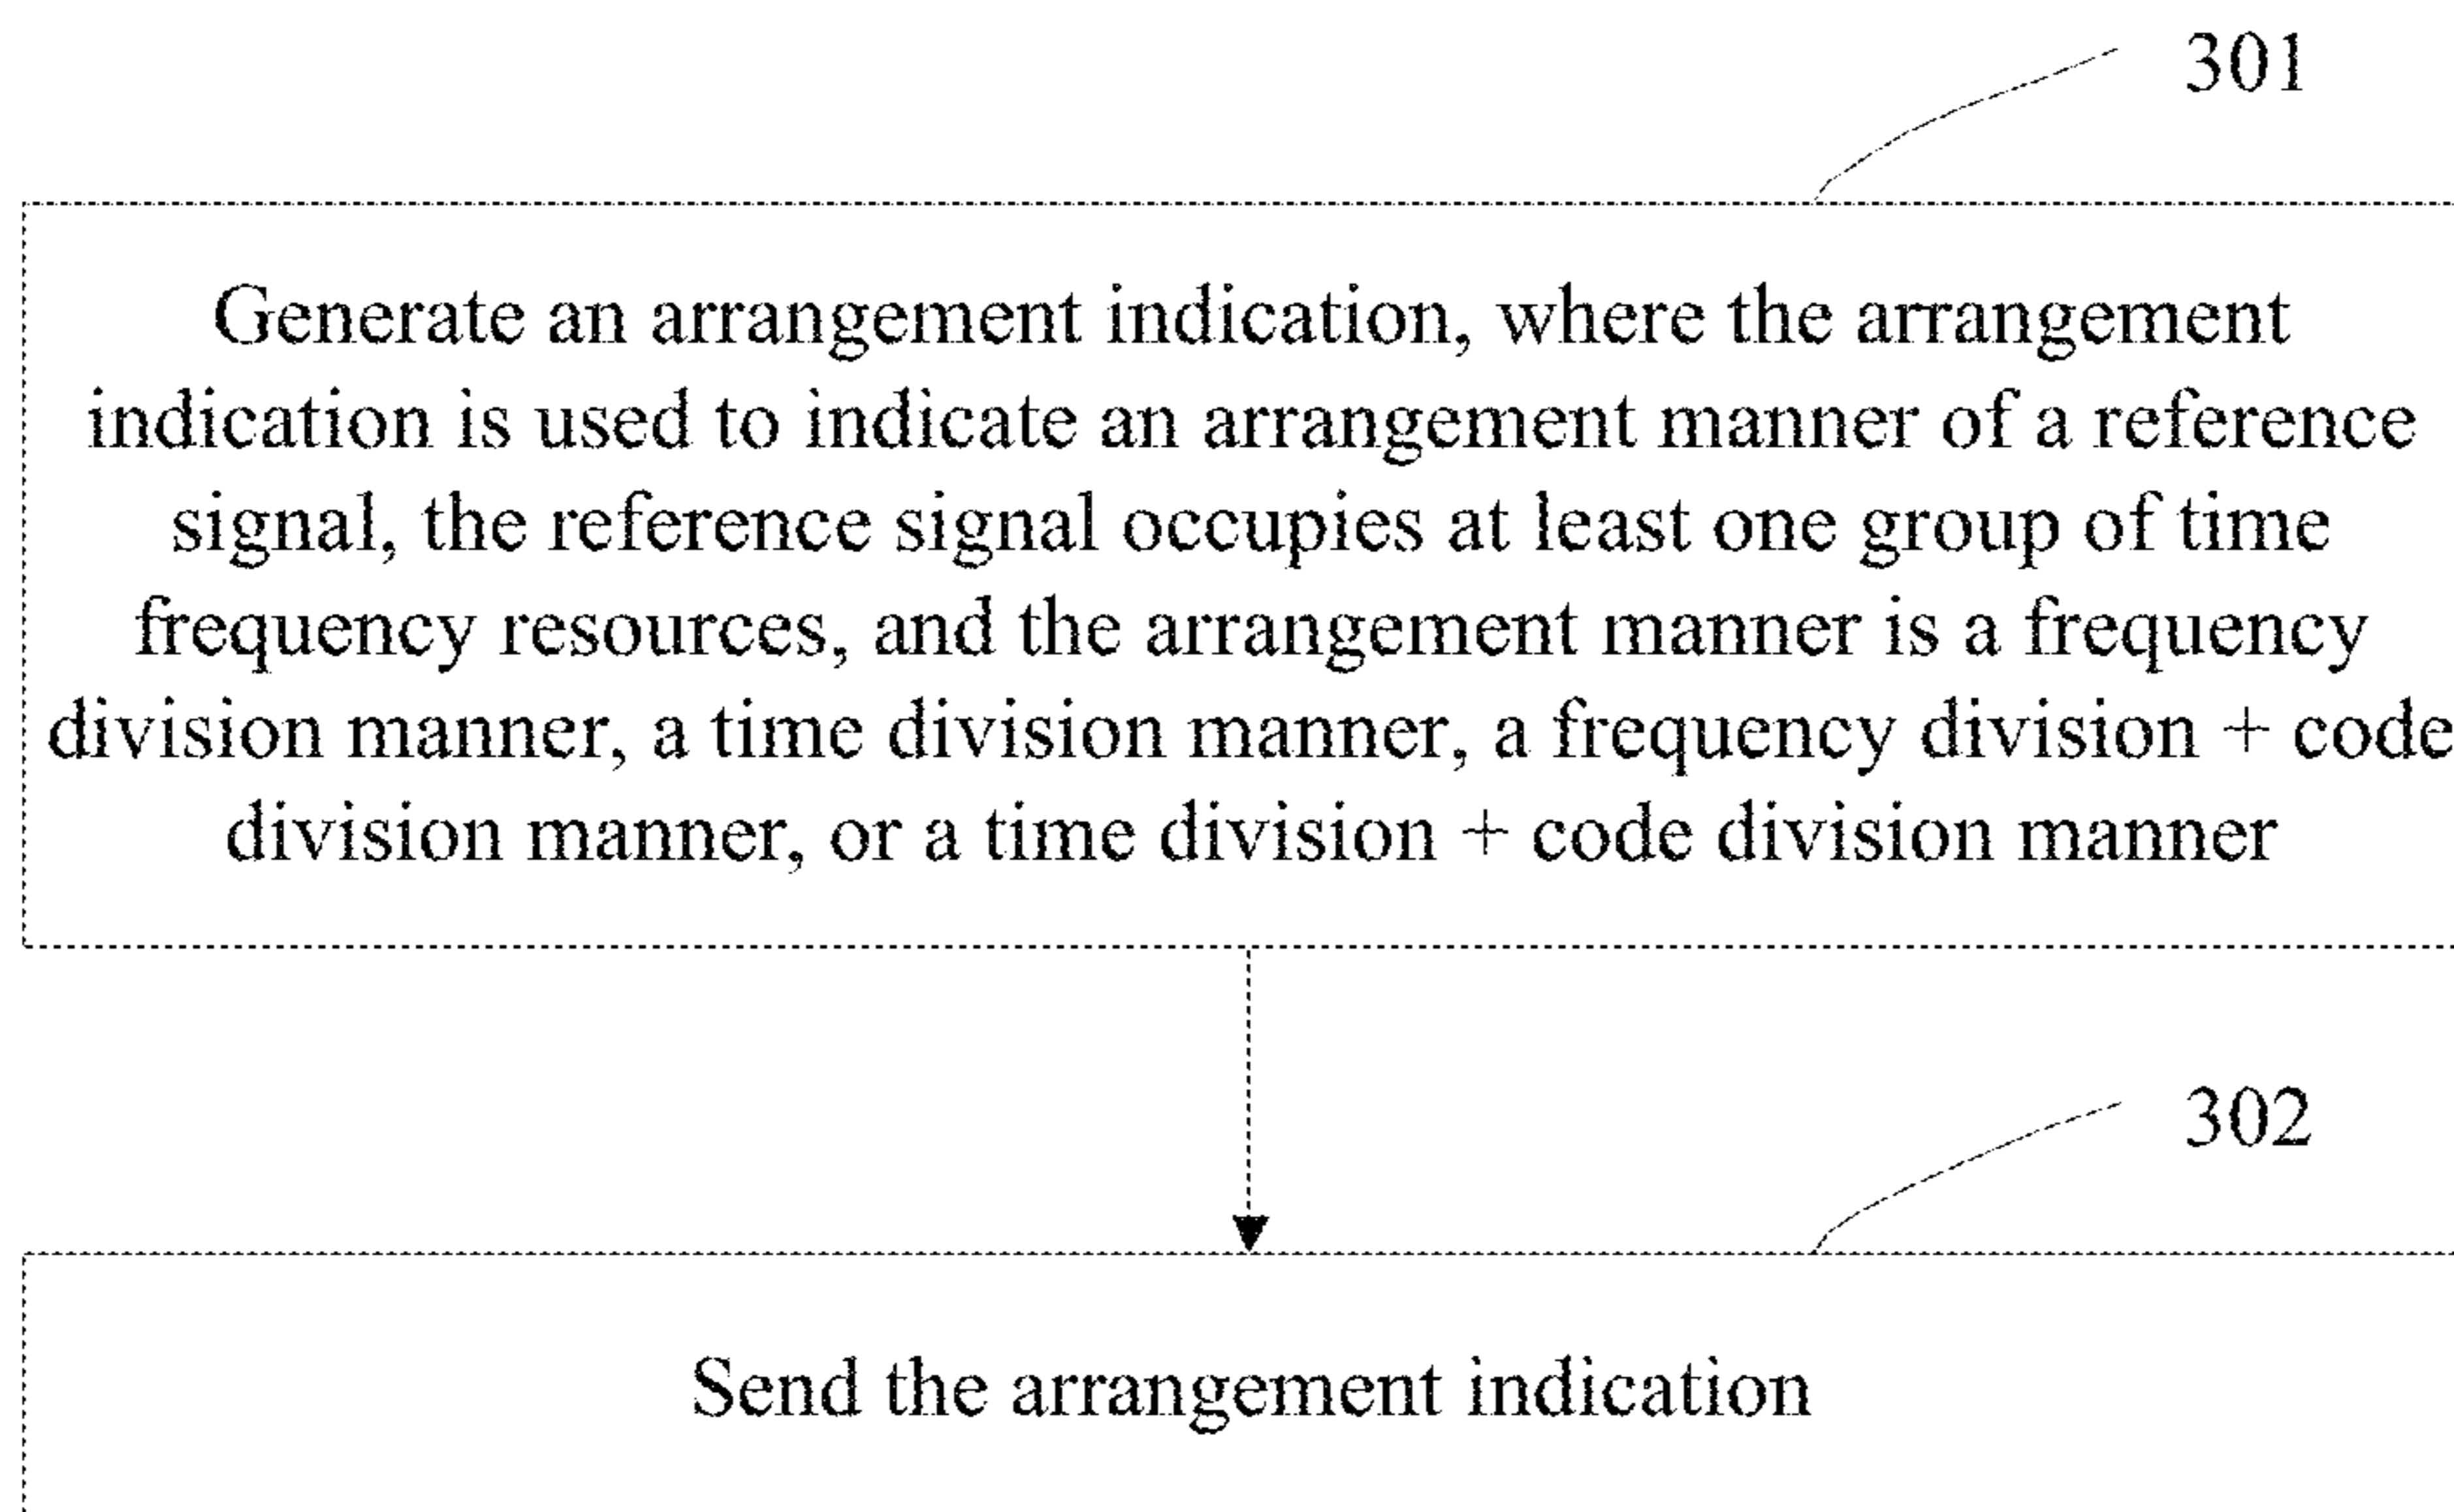 301
Generate an arrangement indication, where the arrangement
indication is used to indicate an arrangement manner of a reference
signal, the reference signal occupies at least one group of time
frequency resources, and the arrangement manner is a frequency
division manner, a time division manner, a frequency division + code
division manner, or a time division + code division manner
302
Send the arrangement indication